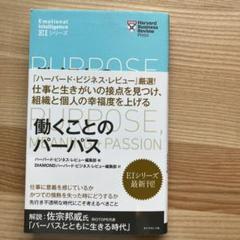 Emotional
Intelligence
EIシリーズ
Harvard
Business
Review
Press
PURPOSE,
「ハーバード・ビジネス・レビュー」厳選!
仕事と生きがいの接点を見つけ、
組織と個人の幸福度を上げる
働くことの
パーパス
PURPOSE,
MEANING
PASSION
ハーバード・ビジネス・レビュー編集部 編
DIAMONDハーバード・ビジネス・レビュー編集部 訳
仕事に意義を感じているか
かつての情熱を失った時にどうするか
先行き不透明な時代にこそ考えるべきこと
EIシリーズ
最新刊!
解説:佐宗邦威氏
「パーパスとともに生きる時代」